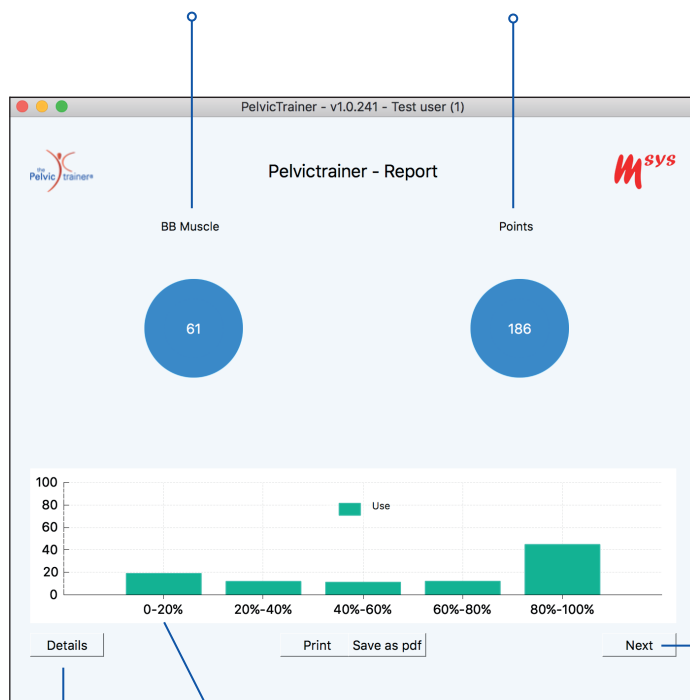 PelvicTrainer - v1.0.241 - Test user (1)
the
Pelvic trainer®
Pelvictrainer - Report
Msys
BB Muscle
Points
61
186
100
80
60
40
20
0
Use
0-20%
20%-40%
40%-60%
60%-80%
80%-100%
Details
Print
Save as pdf
Next